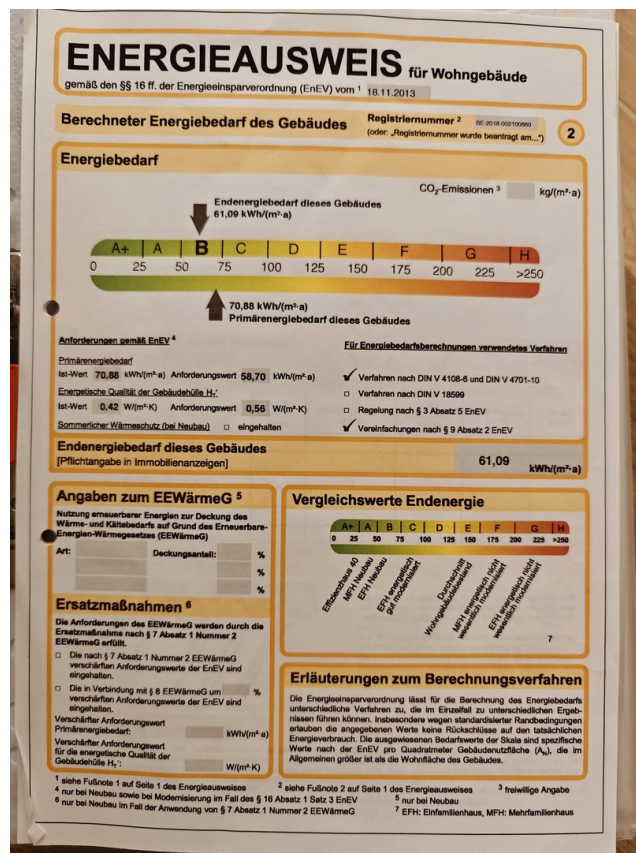 ENERGIEAUSWEIS für Wohngebäude
gemäß den §§ 16 ff. der Energieeinsparverordnung (EnEV) vom ¹ 18.11.2013
Berechneter Energiebedarf des Gebäudes
Registriernummer ² BE-2016-002100660
(oder: „Registriernummer wurde beantragt am...")
2
Energiebedarf
CO₂-Emissionen ³ kg/(m²·a)
Endenergiebedarf dieses Gebäudes
61,09 kWh/(m²·a)
A+ A B C D E F G H
0 25 50 75 100 125 150 175 200 225 >250
70,88 kWh/(m²·a)
Primärenergiebedarf dieses Gebäudes
Anforderungen gemäß EnEV ⁴
Für Energiebedarfsberechnungen verwendetes Verfahren
Primärenergiebedarf
Ist-Wert 70,88 kWh/(m²·a) Anforderungswert 58,70 kWh/(m²·a)
Verfahren nach DIN V 4108-6 und DIN V 4701-10
Energetische Qualität der Gebäudehülle H_T'
Verfahren nach DIN V 18599
Ist-Wert 0,42 W/(m²·K) Anforderungswert 0,56 W/(m²·K)
Regelung nach § 3 Absatz 5 EnEV
Sommerlicher Wärmeschutz (bei Neubau) eingehalten
Vereinfachungen nach § 9 Absatz 2 EnEV
Endenergiebedarf dieses Gebäudes
[Pflichtangabe in Immobilienanzeigen]
61,09 kWh/(m²·a)
Angaben zum EEWärmeG ⁵
Nutzung erneuerbarer Energien zur Deckung des
Wärme- und Kältebedarfs auf Grund des Erneuerbare-
Energien-Wärmegesetzes (EEWärmeG)
Art: Deckungsanteil: %
%
%
Ersatzmaßnahmen ⁶
Die Anforderungen des EEWärmeG werden durch die
Ersatzmaßnahme nach § 7 Absatz 1 Nummer 2
EEWärmeG erfüllt.
Die nach § 7 Absatz 1 Nummer 2 EEWärmeG
verschärften Anforderungswerte der EnEV sind
eingehalten.
Die in Verbindung mit § 8 EEWärmeG um %
verschärften Anforderungswerte der EnEV sind
eingehalten.
Verschärfter Anforderungswert
Primärenergiebedarf: kWh/(m²·a)
Verschärfter Anforderungswert
für die energetische Qualität der
Gebäudehülle H_T': W/(m²·K)
Vergleichswerte Endenergie
A+ A B C D E F G H
0 25 50 75 100 125 150 175 200 225 >250
Effizienzhaus 40
MFH Neubau
EFH Neubau
EFH energetisch
gut modernisiert
Durchschnitt
Wohngebäudebestand
MFH energetisch nicht
wesentlich modernisiert
EFH energetisch nicht
wesentlich modernisiert
7
Erläuterungen zum Berechnungsverfahren
Die Energieeinsparverordnung lässt für die Berechnung des Energiebedarfs
unterschiedliche Verfahren zu, die im Einzelfall zu unterschiedlichen Ergeb-
nissen führen können. Insbesondere wegen standardisierter Randbedingungen
erlauben die angegebenen Werte keine Rückschlüsse auf den tatsächlichen
Energieverbrauch. Die ausgewiesenen Bedarfswerte der Skala sind spezifische
Werte nach der EnEV pro Quadratmeter Gebäudenutzfläche (A_N), die im
Allgemeinen größer ist als die Wohnfläche des Gebäudes.
¹ siehe Fußnote 1 auf Seite 1 des Energieausweises ² siehe Fußnote 2 auf Seite 1 des Energieausweises ³ freiwillige Angabe
⁴ nur bei Neubau sowie bei Modernisierung im Fall des § 16 Absatz 1 Satz 3 EnEV ⁵ nur bei Neubau
⁶ nur bei Neubau im Fall der Anwendung von § 7 Absatz 1 Nummer 2 EEWärmeG ⁷ EFH: Einfamilienhaus, MFH: Mehrfamilienhaus